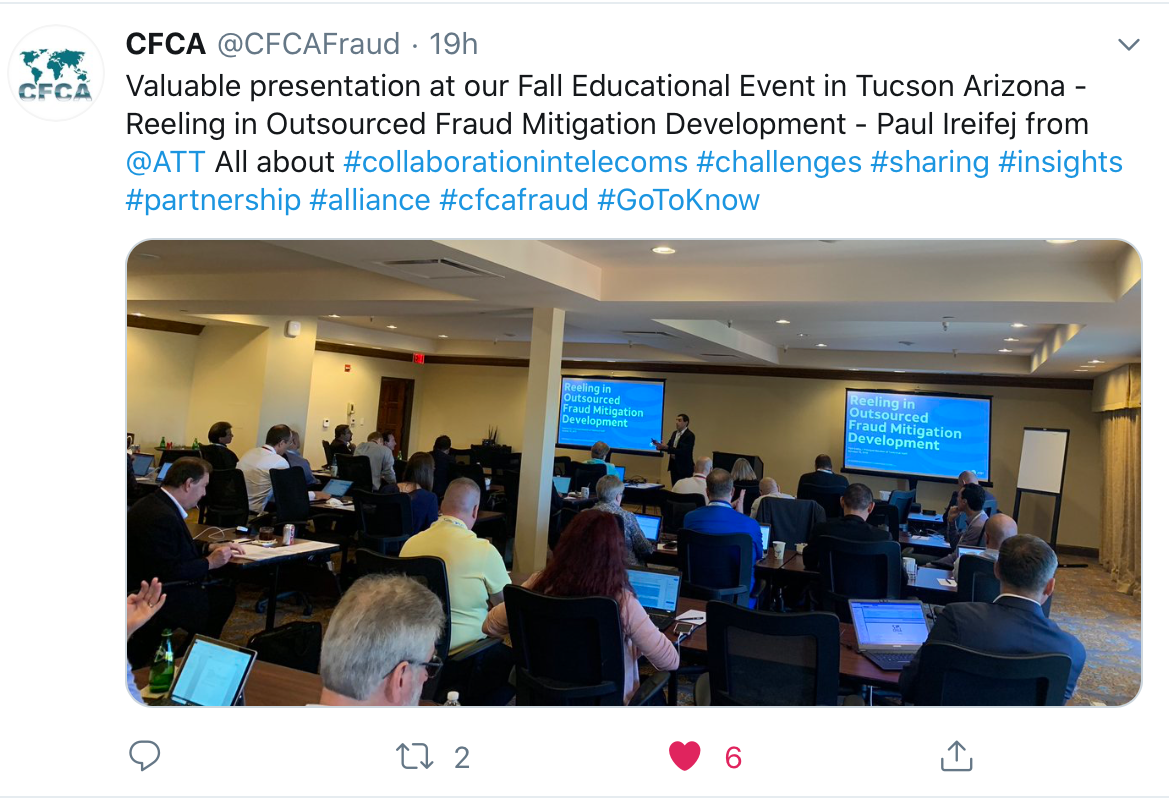 CFCA @CFCAFraud · 19h
CFCA
Valuable presentation at our Fall Educational Event in Tucson Arizona -
Reeling in Outsourced Fraud Mitigation Development - Paul Ireifej from
@ATT All about #collaborationintelecoms #challenges #sharing #insights
#partnership #alliance #cfcafraud #GoToKnow
Reeling in
Outsourced
Fraud Mitigation
Development
Reeling in
Outsourced
Fraud Mitigation
Development
2
6